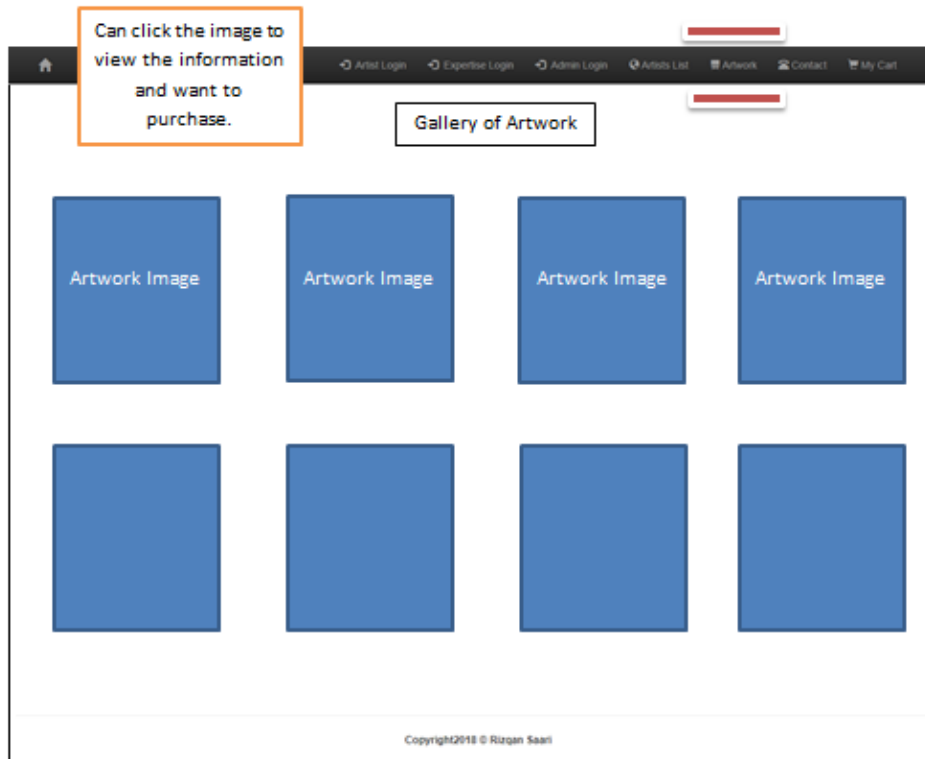 Can click the image to
view the information
and want to
purchase.
Artist Login Expertise Login Admin Login Artists List Artwork Contact My Cart
Gallery of Artwork
Artwork Image Artwork Image Artwork Image Artwork Image
Copyright2018 © Rizqan Saari